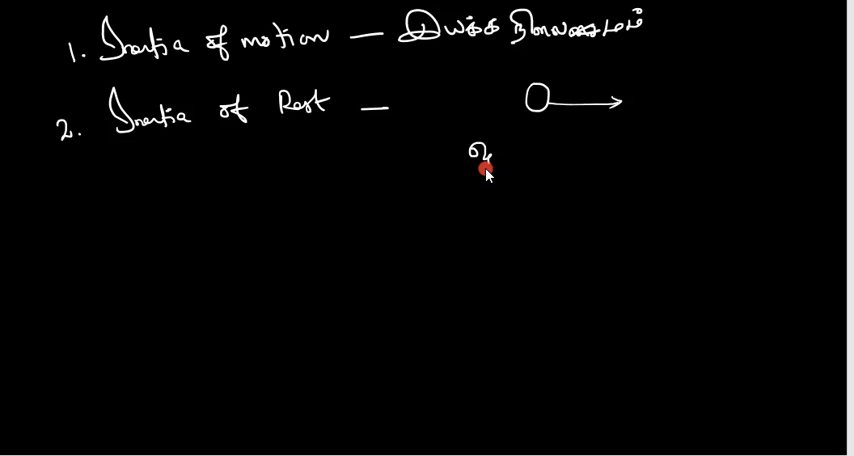 1. Inertia of motion — இயக்க நிலைமம்
2. Inertia of Rest —